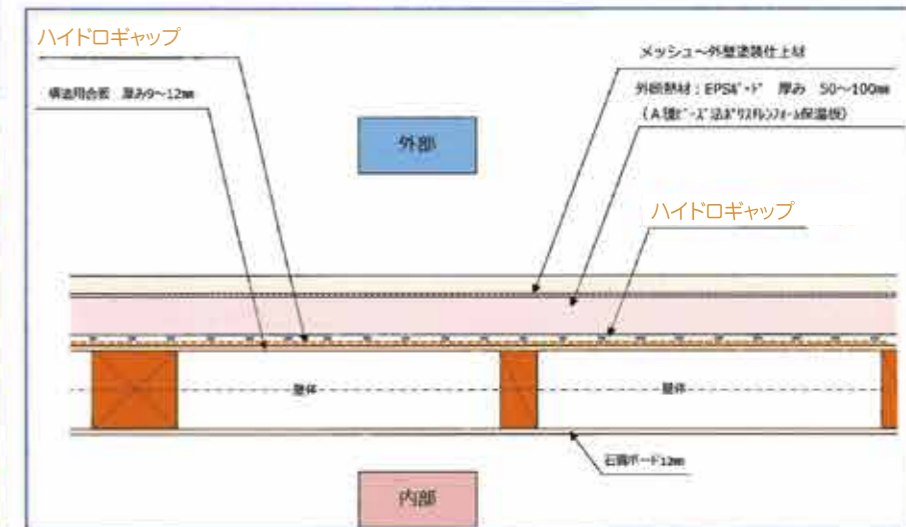 ハイドロギャップ
メッシュ~外壁塗装仕上材
構造用合板 厚み9~12㎜
外断熱材:EPSボード 厚み 50~100㎜
(A種ビーズ法ポリスチレンフォーム保温板)
外部
ハイドロギャップ
壁体
壁体
石膏ボード12㎜
内部